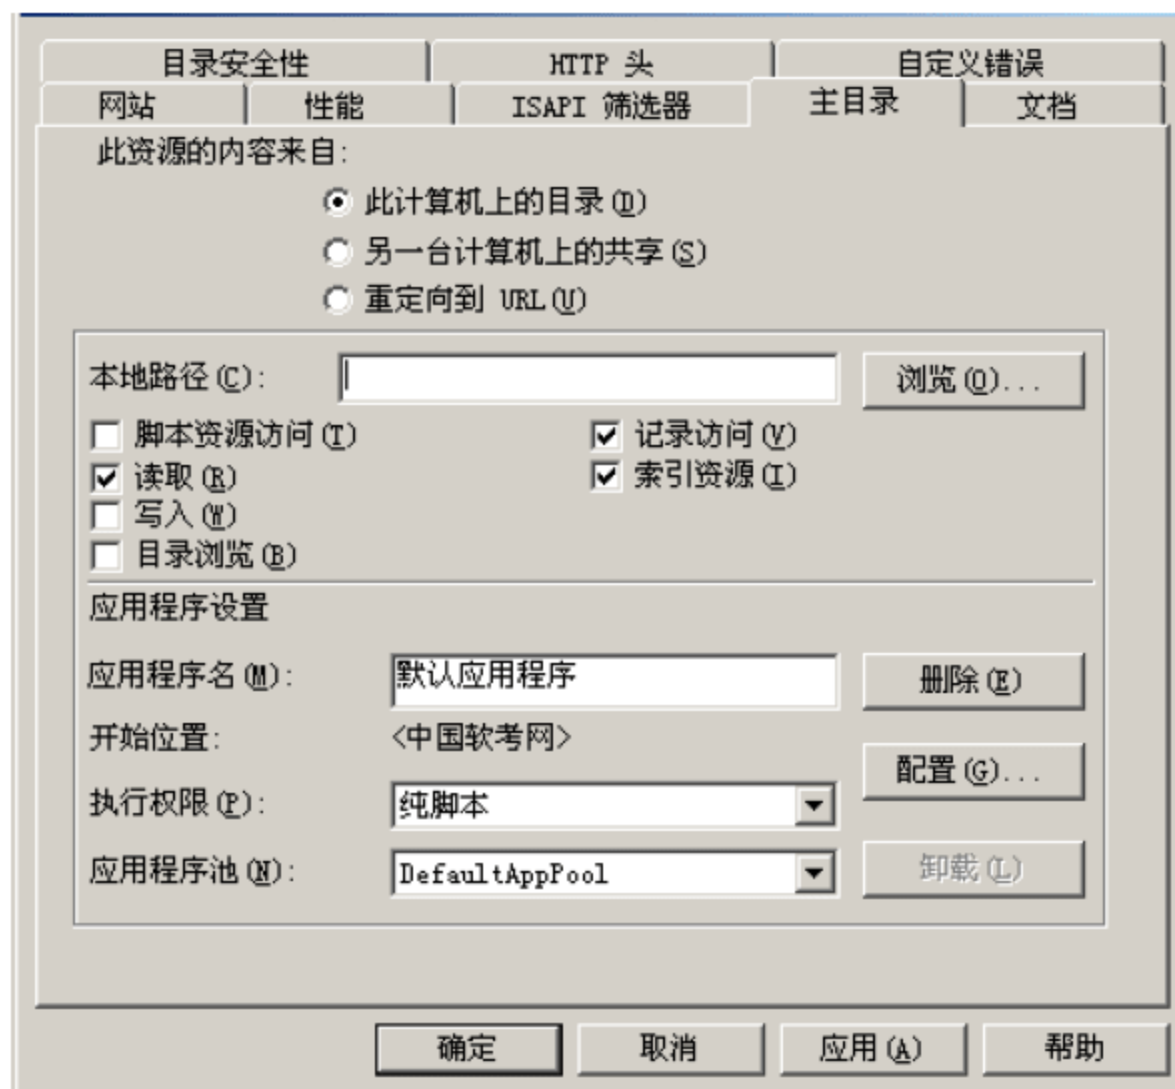 目录安全性 HTTP 头 自定义错误
网站 性能 ISAPI 筛选器 主目录 文档
此资源的内容来自:
此计算机上的目录(D)
另一台计算机上的共享(S)
重定向到 URL(U)
本地路径(C): 浏览(O)...
脚本资源访问(T) 记录访问(V)
读取(R) 索引资源(I)
写入(W)
目录浏览(B)
应用程序设置
应用程序名(M): 默认应用程序 删除(E)
开始位置: <中国软考网>
配置(G)...
执行权限(P): 纯脚本
应用程序池(N): DefaultAppPool 卸载(L)
确定 取消 应用(A) 帮助